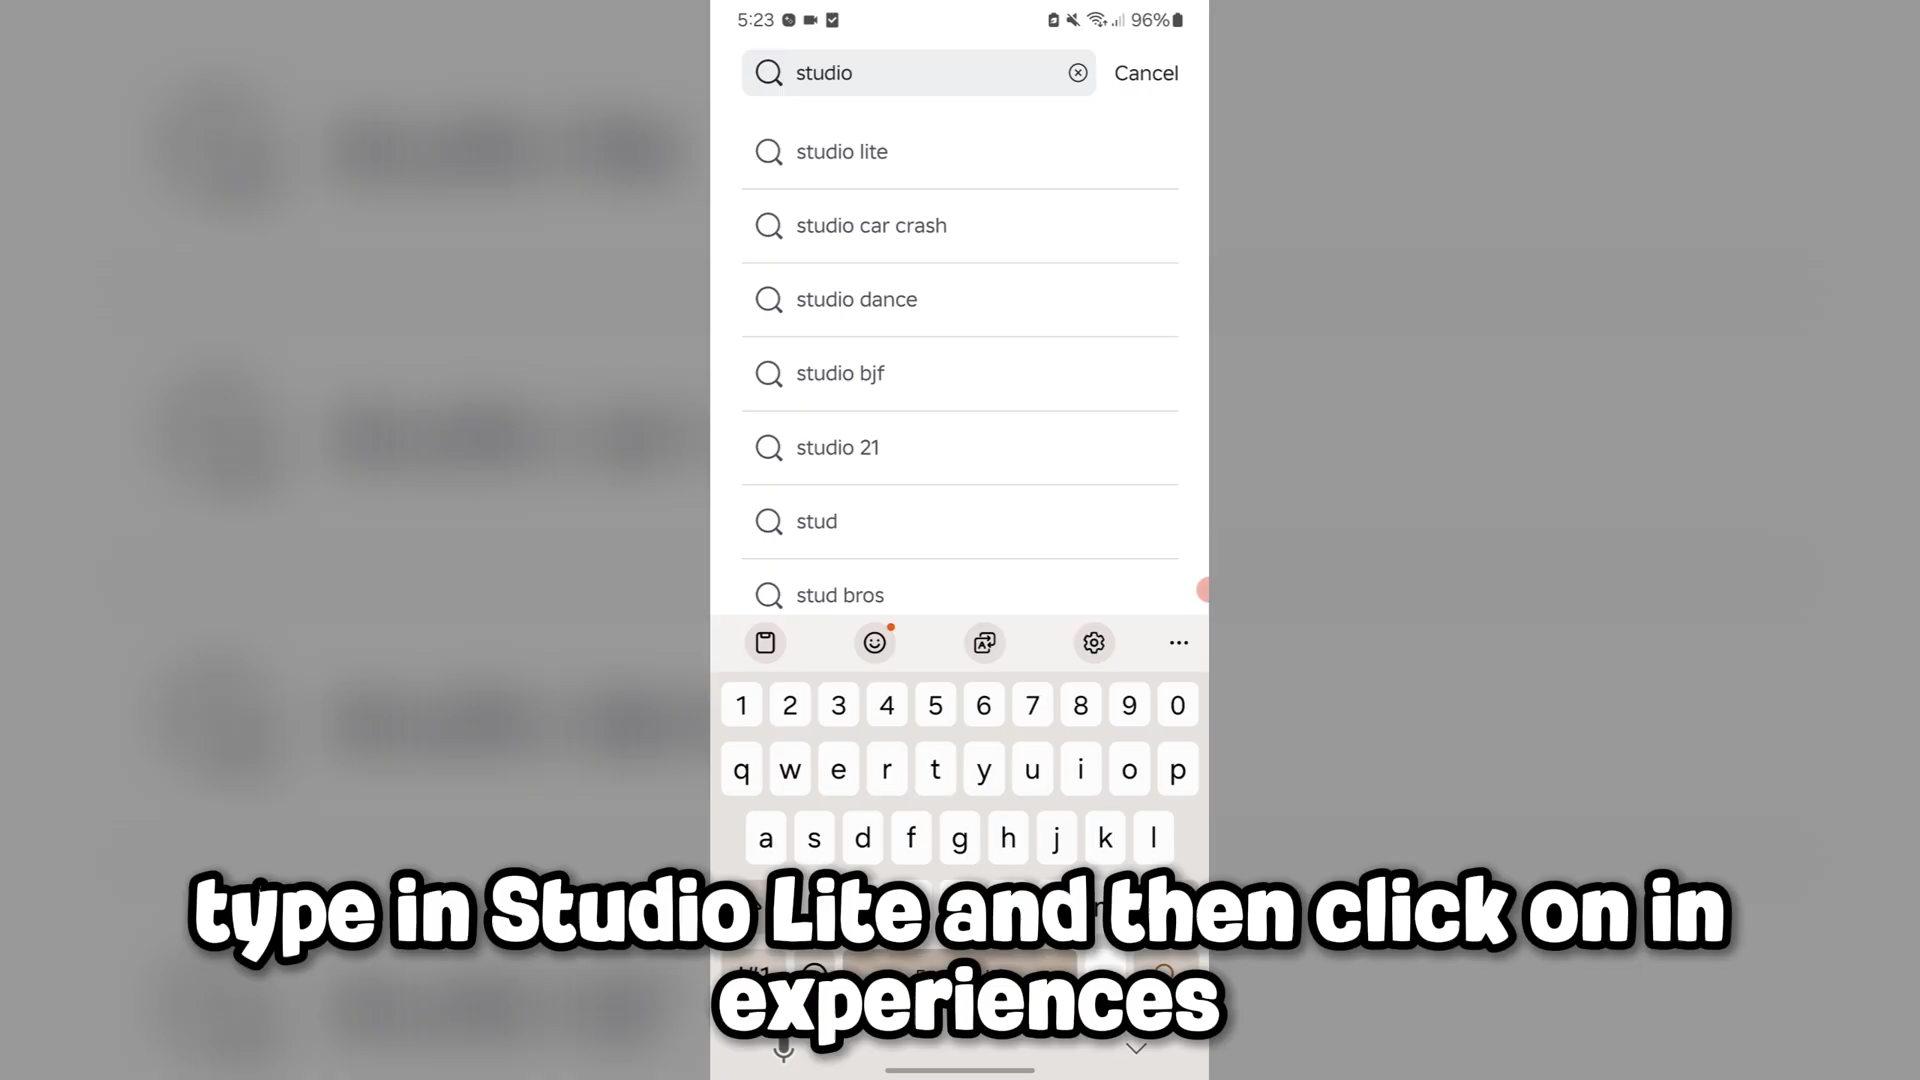 5:23
96%
studio
Cancel
studio lite
studio car crash
studio dance
studio bjf
studio 21
stud
stud bros
1 2 3 4 5 6 7 8 9 0
q w e r t y u i o p
a s d f g h j k l
type in Studio Lite and then click on in
experiences